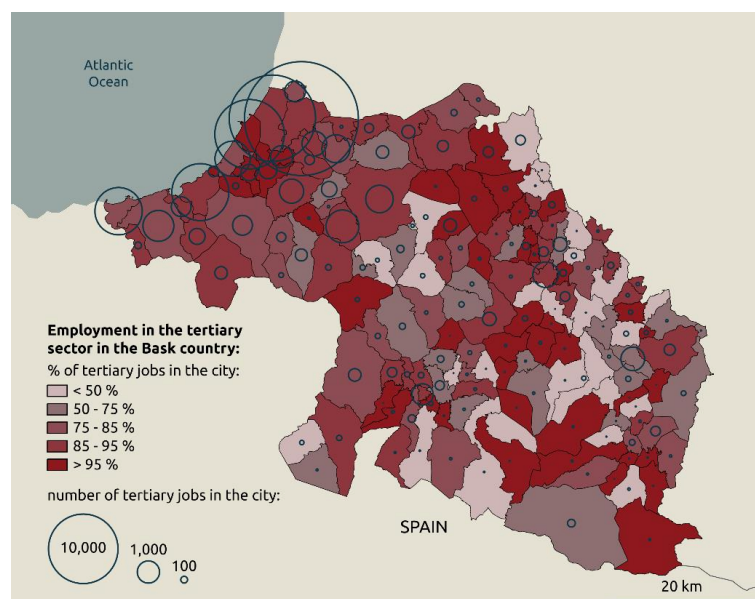 Atlantic
Ocean
Employment in the tertiary
sector in the Bask country:
% of tertiary jobs in the city:
< 50 %
50 - 75 %
75 - 85 %
85 - 95 %
> 95 %
number of tertiary jobs in the city:
10,000
1,000
100
SPAIN
20 km